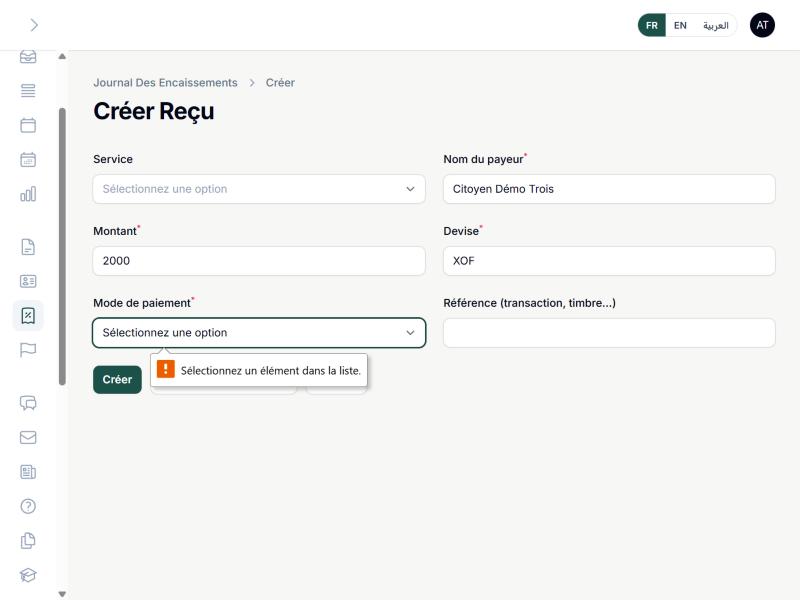 FR EN العربية AT
Journal Des Encaissements > Créer
Créer Reçu
Service
Sélectionnez une option
Nom du payeur*
Citoyen Démo Trois
Montant*
2000
Devise*
XOF
Mode de paiement*
Sélectionnez une option
Référence (transaction, timbre...)
Sélectionnez un élément dans la liste.
Créer